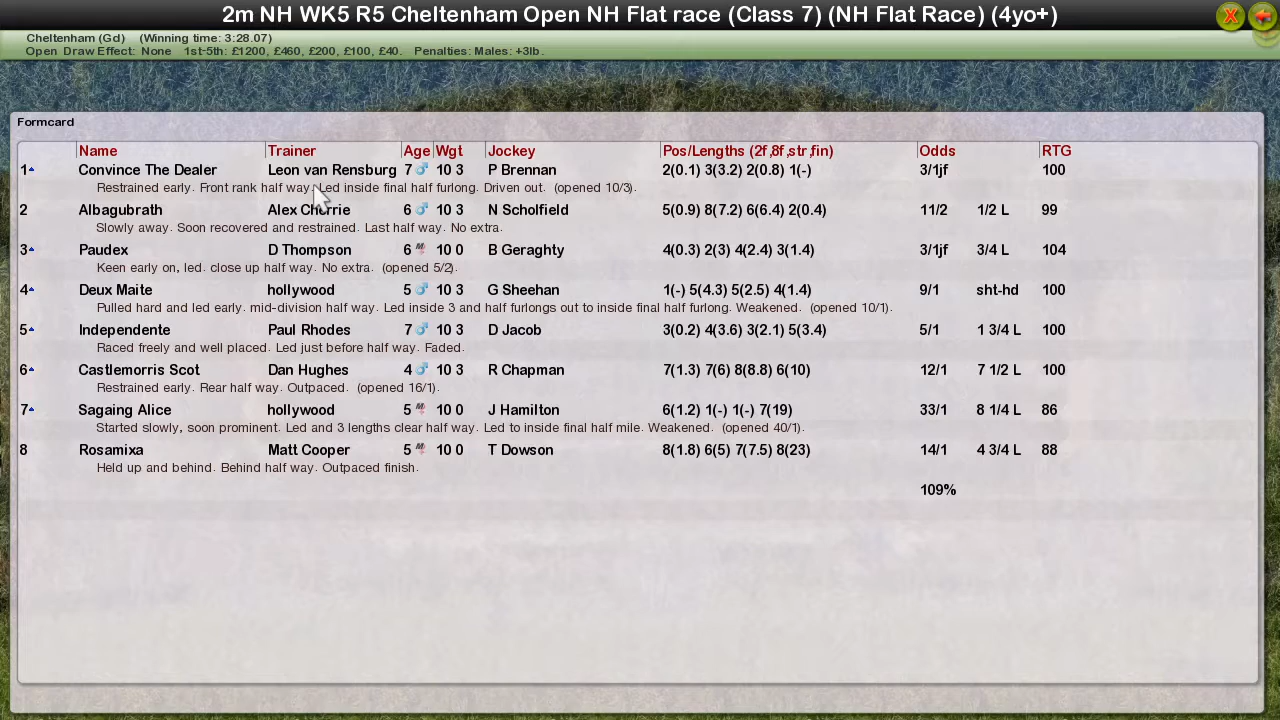 2m NH WK5 R5 Cheltenham Open NH Flat race (Class 7) (NH Flat Race) (4yo+)
X
Cheltenham (Gd) (Winning time: 3:28.07)
Open Draw Effect: None 1st-5th: £1200, £460, £200, £100, £40. Penalties: Males: +3lb.
Formcard
Name Trainer Age Wgt Jockey Pos/Lengths (2f,8f,str,fin) Odds RTG
1 Convince The Dealer Leon van Rensburg 7 10 3 P Brennan 2(0.1) 3(3.2) 2(0.8) 1(-) 3/1jf 100
Restrained early. Front rank half way. Led inside final half furlong. Driven out. (opened 10/3).
2 Albagubrath Alex Cherrie 6 10 3 N Scholfield 5(0.9) 8(7.2) 6(6.4) 2(0.4) 11/2 1/2 L 99
Slowly away. Soon recovered and restrained. Last half way. No extra.
3 Paudex D Thompson 6 10 0 B Geraghty 4(0.3) 2(3) 4(2.4) 3(1.4) 3/1jf 3/4 L 104
Keen early on, led. close up half way. No extra. (opened 5/2).
4 Deux Maite hollywood 5 10 3 G Sheehan 1(-) 5(4.3) 5(2.5) 4(1.4) 9/1 sht-hd 100
Pulled hard and led early. mid-division half way. Led inside 3 and half furlongs out to inside final half furlong. Weakened. (opened 10/1).
5 Independente Paul Rhodes 7 10 3 D Jacob 3(0.2) 4(3.6) 3(2.1) 5(3.4) 5/1 1 3/4 L 100
Raced freely and well placed. Led just before half way. Faded.
6 Castlemorris Scot Dan Hughes 4 10 3 R Chapman 7(1.3) 7(6) 8(8.8) 6(10) 12/1 7 1/2 L 100
Restrained early. Rear half way. Outpaced. (opened 16/1).
7 Sagaing Alice hollywood 5 10 0 J Hamilton 6(1.2) 1(-) 1(-) 7(19) 33/1 8 1/4 L 86
Started slowly, soon prominent. Led and 3 lengths clear half way. Led to inside final half mile. Weakened. (opened 40/1).
8 Rosamixa Matt Cooper 5 10 0 T Dowson 8(1.8) 6(5) 7(7.5) 8(23) 14/1 4 3/4 L 88
Held up and behind. Behind half way. Outpaced finish.
109%